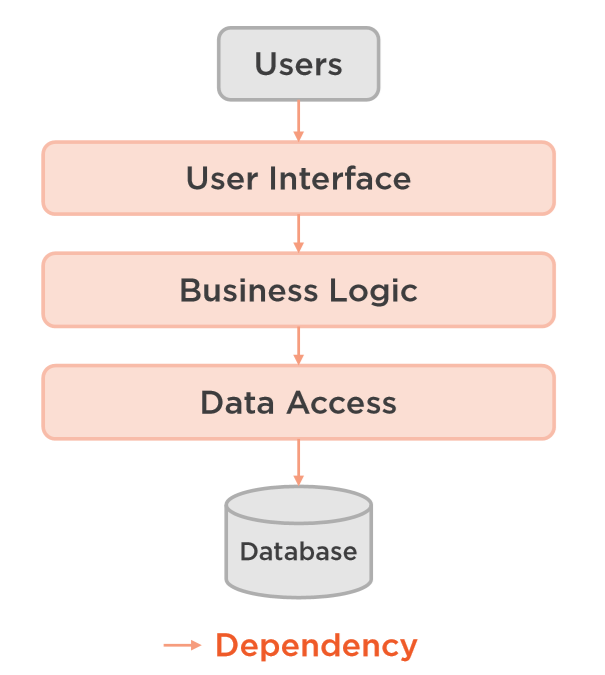 Users
User Interface
Business Logic
Data Access
Database
Dependency